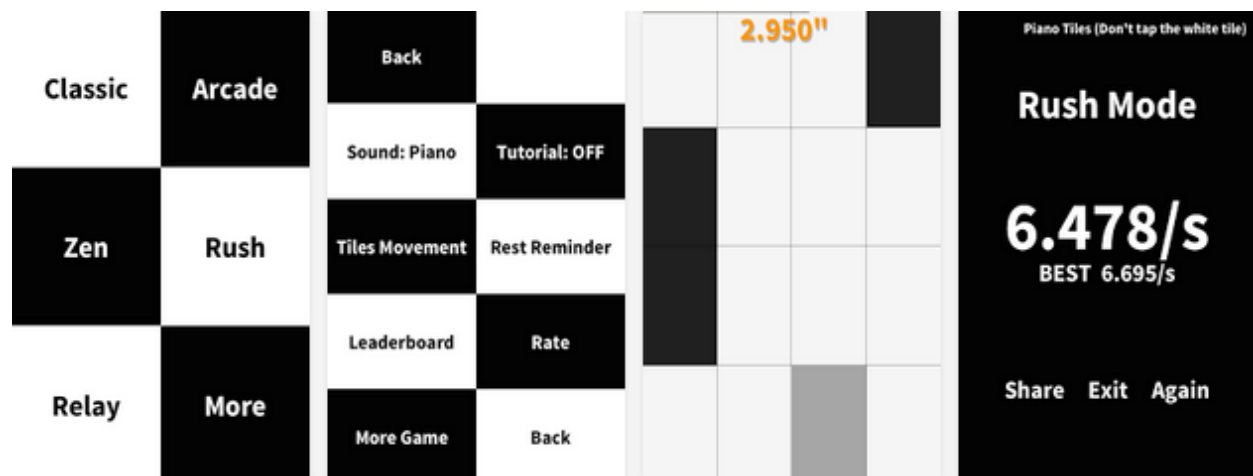 Classic
Arcade
Zen
Rush
Relay
More
Back
Sound: Piano
Tutorial: OFF
Tiles Movement
Rest Reminder
Leaderboard
Rate
More Game
Back
2.950"
Piano Tiles (Don't tap the white tile)
Rush Mode
6.478/s
BEST 6.695/s
Share Exit Again